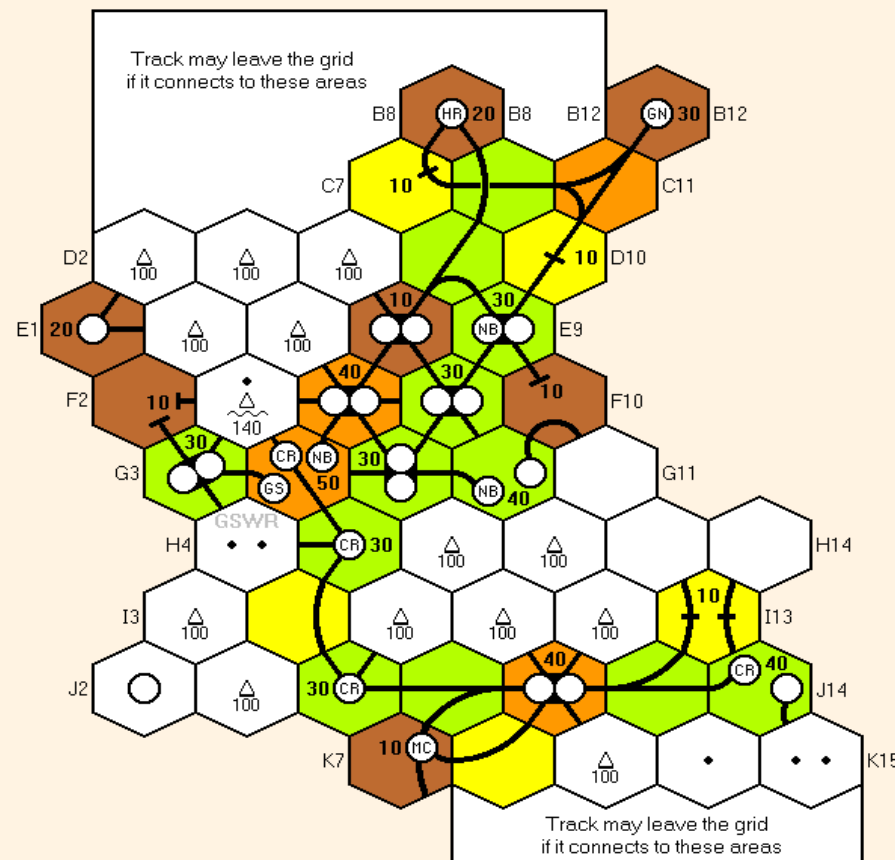 Track may leave the grid
if it connects to these areas
B8 HR 20 B8 B12 GN 30 B12
C7 10 C11
D2 100 100 100 10 D10
E1 20 100 100 10 NB 30 E9
F2 10 140 40 30 10 F10
G3 30 CR GS NB 50 30 NB 40 G11
GSWR
H4 CR 30 100 100 H14
I3 100 100 100 100 10 I13
J2 100 30 CR 40 CR 40 J14
K7 10 MC 100 K15
Track may leave the grid
if it connects to these areas